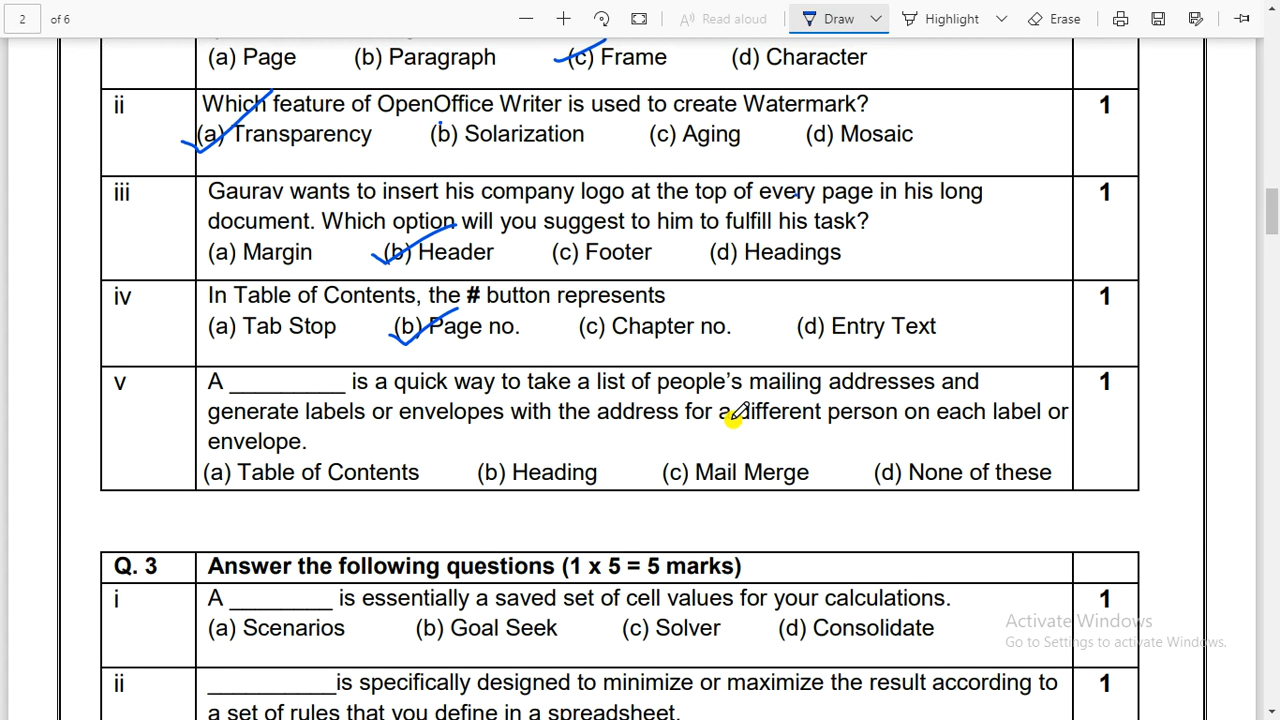 2 of 6 Read aloud Draw Highlight Erase
(a) Page (b) Paragraph (c) Frame (d) Character
ii Which feature of OpenOffice Writer is used to create Watermark? 1
(a) Transparency (b) Solarization (c) Aging (d) Mosaic
iii Gaurav wants to insert his company logo at the top of every page in his long 1
document. Which option will you suggest to him to fulfill his task?
(a) Margin (b) Header (c) Footer (d) Headings
iv In Table of Contents, the # button represents 1
(a) Tab Stop (b) Page no. (c) Chapter no. (d) Entry Text
v A _________ is a quick way to take a list of people’s mailing addresses and 1
generate labels or envelopes with the address for a different person on each label or
envelope.
(a) Table of Contents (b) Heading (c) Mail Merge (d) None of these
Q. 3 Answer the following questions (1 x 5 = 5 marks)
i A ________ is essentially a saved set of cell values for your calculations. 1
(a) Scenarios (b) Goal Seek (c) Solver (d) Consolidate
Activate Windows
Go to Settings to activate Windows.
ii __________is specifically designed to minimize or maximize the result according to 1
a set of rules that you define in a spreadsheet.